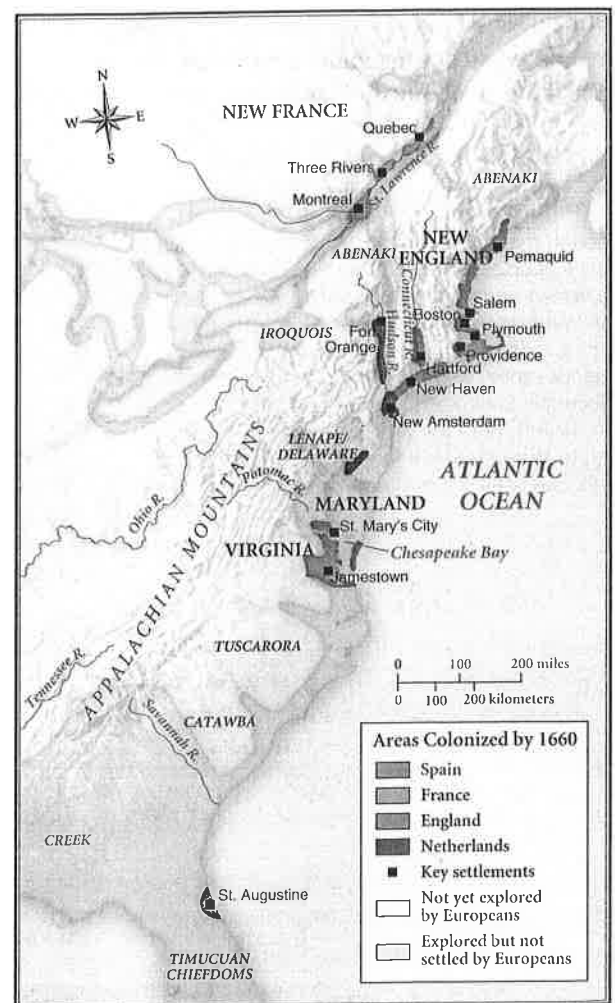 N
W E
S
NEW FRANCE
Quebec
Three Rivers
St. Lawrence R.
Montreal
ABENAKI
ABENAKI
NEW
ENGLAND
Pemaquid
Connecticut R.
Salem
Boston
Plymouth
IROQUOIS
Fort
Orange
Hudson R.
Providence
Hartford
New Haven
New Amsterdam
LENAPE/
DELAWARE
ATLANTIC
OCEAN
Potomac R.
Ohio R.
MARYLAND
St. Mary's City
VIRGINIA
Chesapeake Bay
Jamestown
APPALACHIAN MOUNTAINS
TUSCARORA
Tennessee R.
0 100 200 miles
0 100 200 kilometers
CATAWBA
Savannah R.
CREEK
St. Augustine
TIMUCUAN
CHIEFDOMS
Areas Colonized by 1660
Spain
France
England
Netherlands
Key settlements
Not yet explored
by Europeans
Explored but not
settled by Europeans